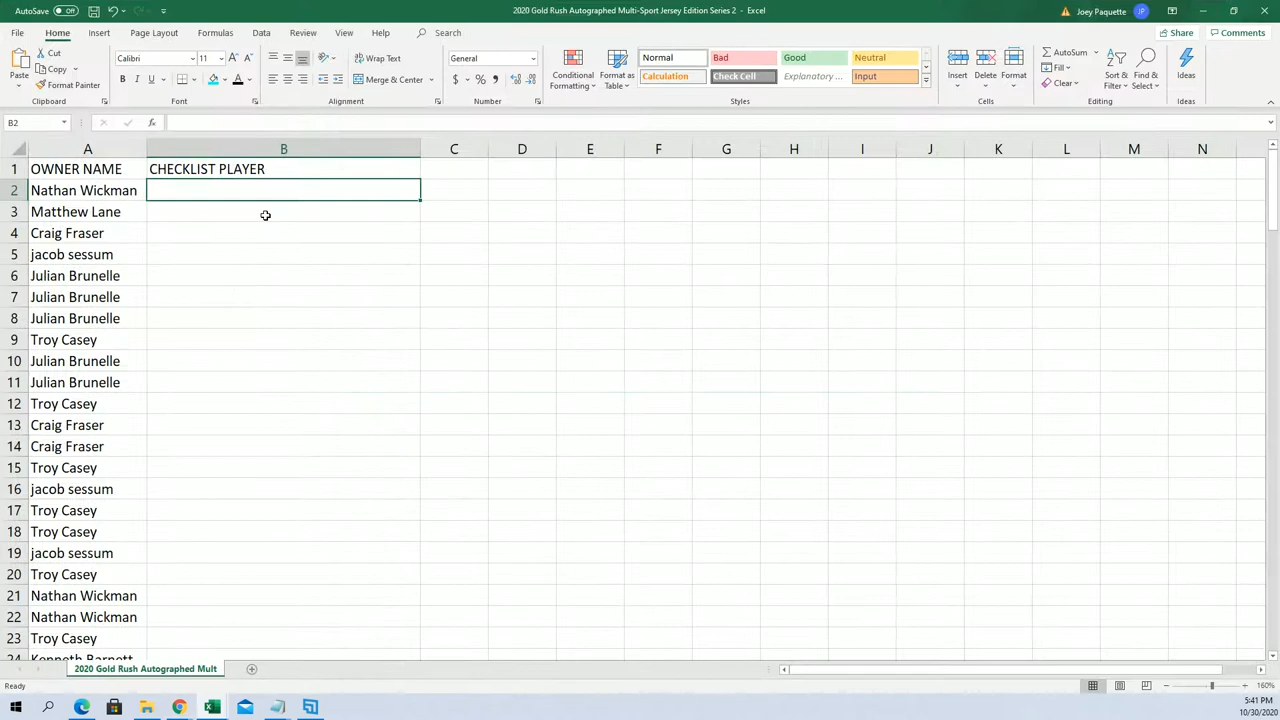 AutoSave Off 2020 Gold Rush Autographed Multi-Sport Jersey Edition Series 2 - Excel Joey Paquette JP
File Home Insert Page Layout Formulas Data Review View Help Search Share Comments
Paste Cut Copy Format Painter Clipboard
Calibri 11 B I U A Font
Wrap Text Merge & Center Alignment
General $ % Number
Conditional Formatting Format as Table
Normal Bad Good Neutral
Calculation Check Cell Explanatory ... Input
Styles
Insert Delete Format Cells
AutoSum Fill Clear Sort & Filter Find & Select Editing
Ideas Ideas
B2 fx
A B C D E F G H I J K L M N
1 OWNER NAME CHECKLIST PLAYER
2 Nathan Wickman
3 Matthew Lane
4 Craig Fraser
5 jacob sessum
6 Julian Brunelle
7 Julian Brunelle
8 Julian Brunelle
9 Troy Casey
10 Julian Brunelle
11 Julian Brunelle
12 Troy Casey
13 Craig Fraser
14 Craig Fraser
15 Troy Casey
16 jacob sessum
17 Troy Casey
18 Troy Casey
19 jacob sessum
20 Troy Casey
21 Nathan Wickman
22 Nathan Wickman
23 Troy Casey
24 Kenneth Barnett
2020 Gold Rush Autographed Mult
Ready 160%
5:41 PM
10/30/2020